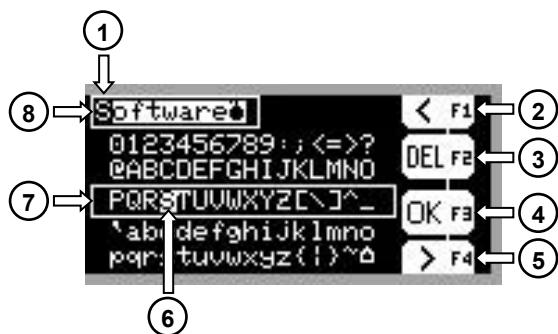 1
8 Software < F1 2
0123456789:;<=>?
@ABCDEFGHIJKLMNO DEL F2 3
7 PQRSTUVWXYZ[\]^_ OK F3 4
`abcdefghijklmno
pqrstuvwxyz{|}~ > F4 5
6